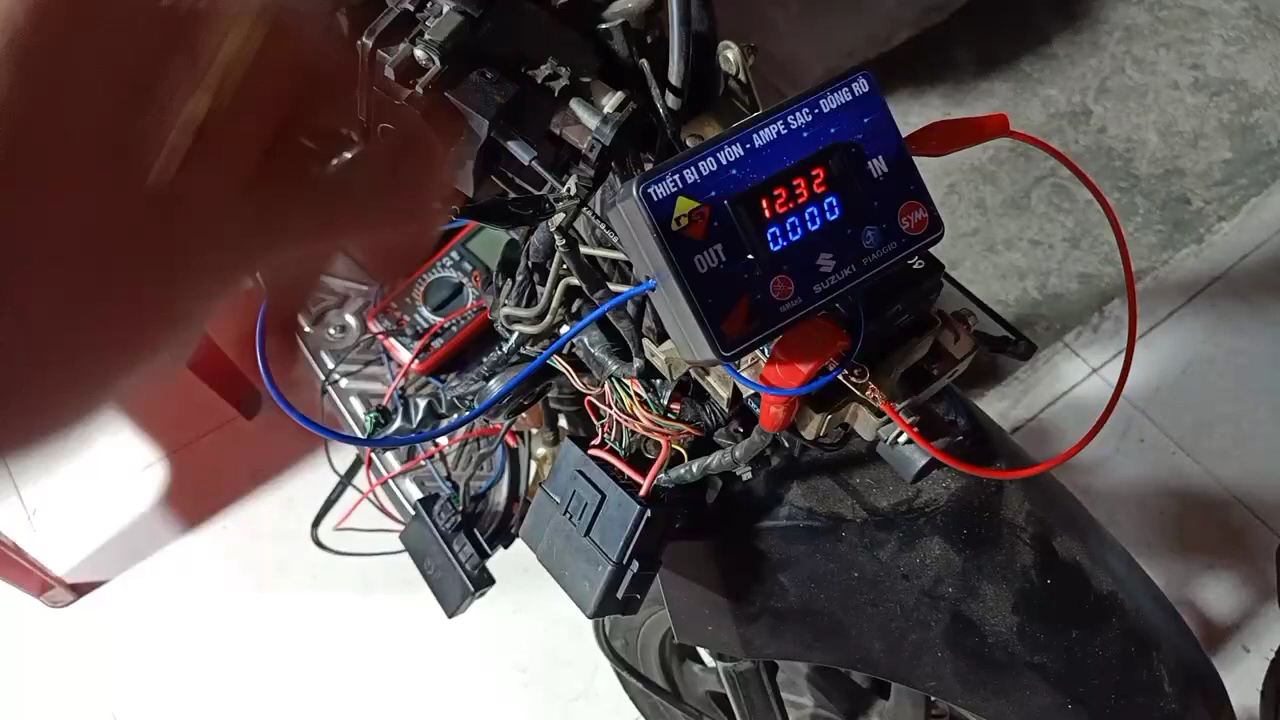 THIẾT BỊ ĐO VÔN - AMPE SẠC - DÒNG RÒ
12.32
0.000
IN
OUT
YAMAHA
SUZUKI
PIAGGIO
SYM